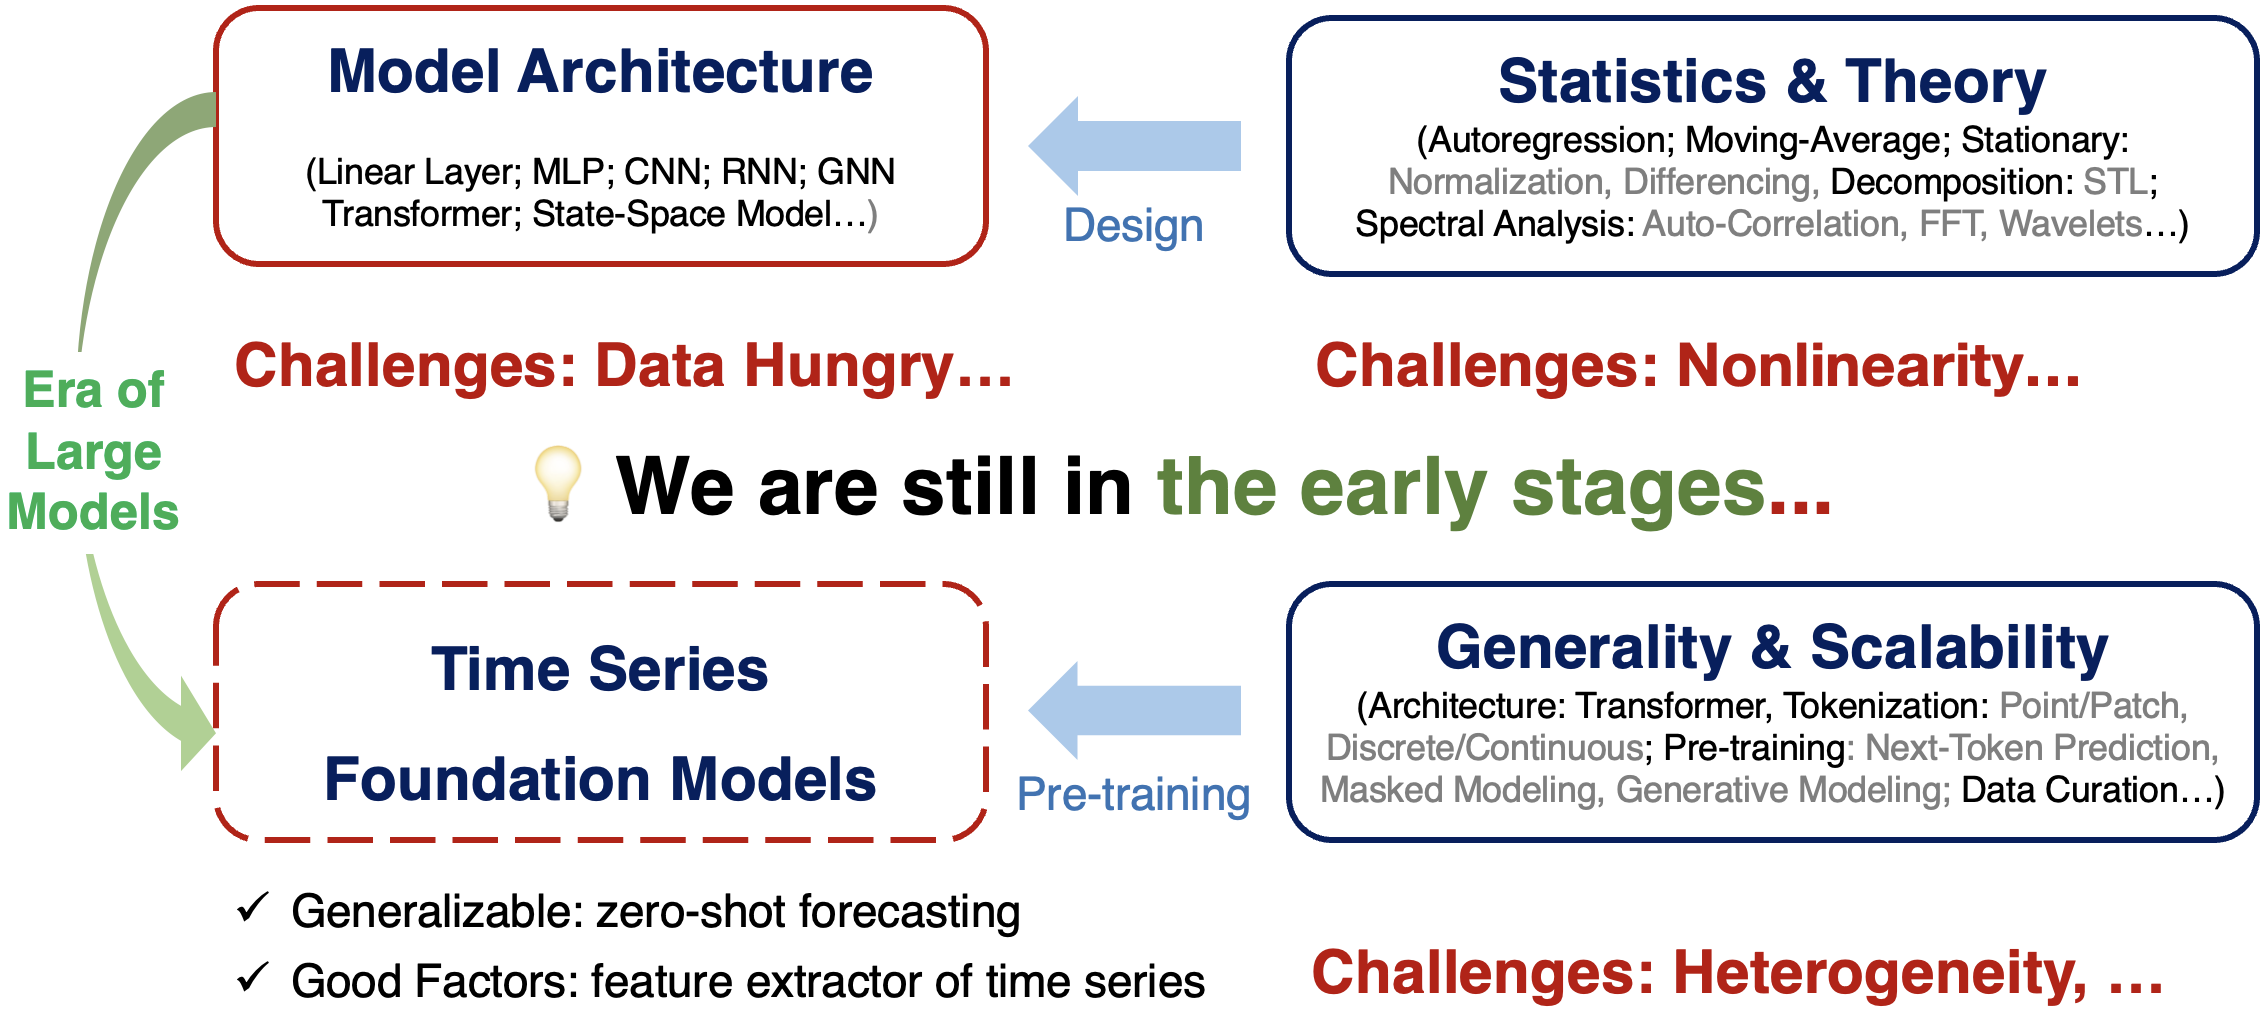 Model Architecture
(Linear Layer; MLP; CNN; RNN; GNN
Transformer; State-Space Model…)
Design
Statistics & Theory
(Autoregression; Moving-Average; Stationary:
Normalization, Differencing, Decomposition: STL;
Spectral Analysis: Auto-Correlation, FFT, Wavelets…)
Challenges: Data Hungry…
Challenges: Nonlinearity…
Era of
Large
Models
We are still in the early stages...
Time Series
Foundation Models
Pre-training
Generality & Scalability
(Architecture: Transformer, Tokenization: Point/Patch,
Discrete/Continuous; Pre-training: Next-Token Prediction,
Masked Modeling, Generative Modeling; Data Curation…)
✓ Generalizable: zero-shot forecasting
✓ Good Factors: feature extractor of time series
Challenges: Heterogeneity, …